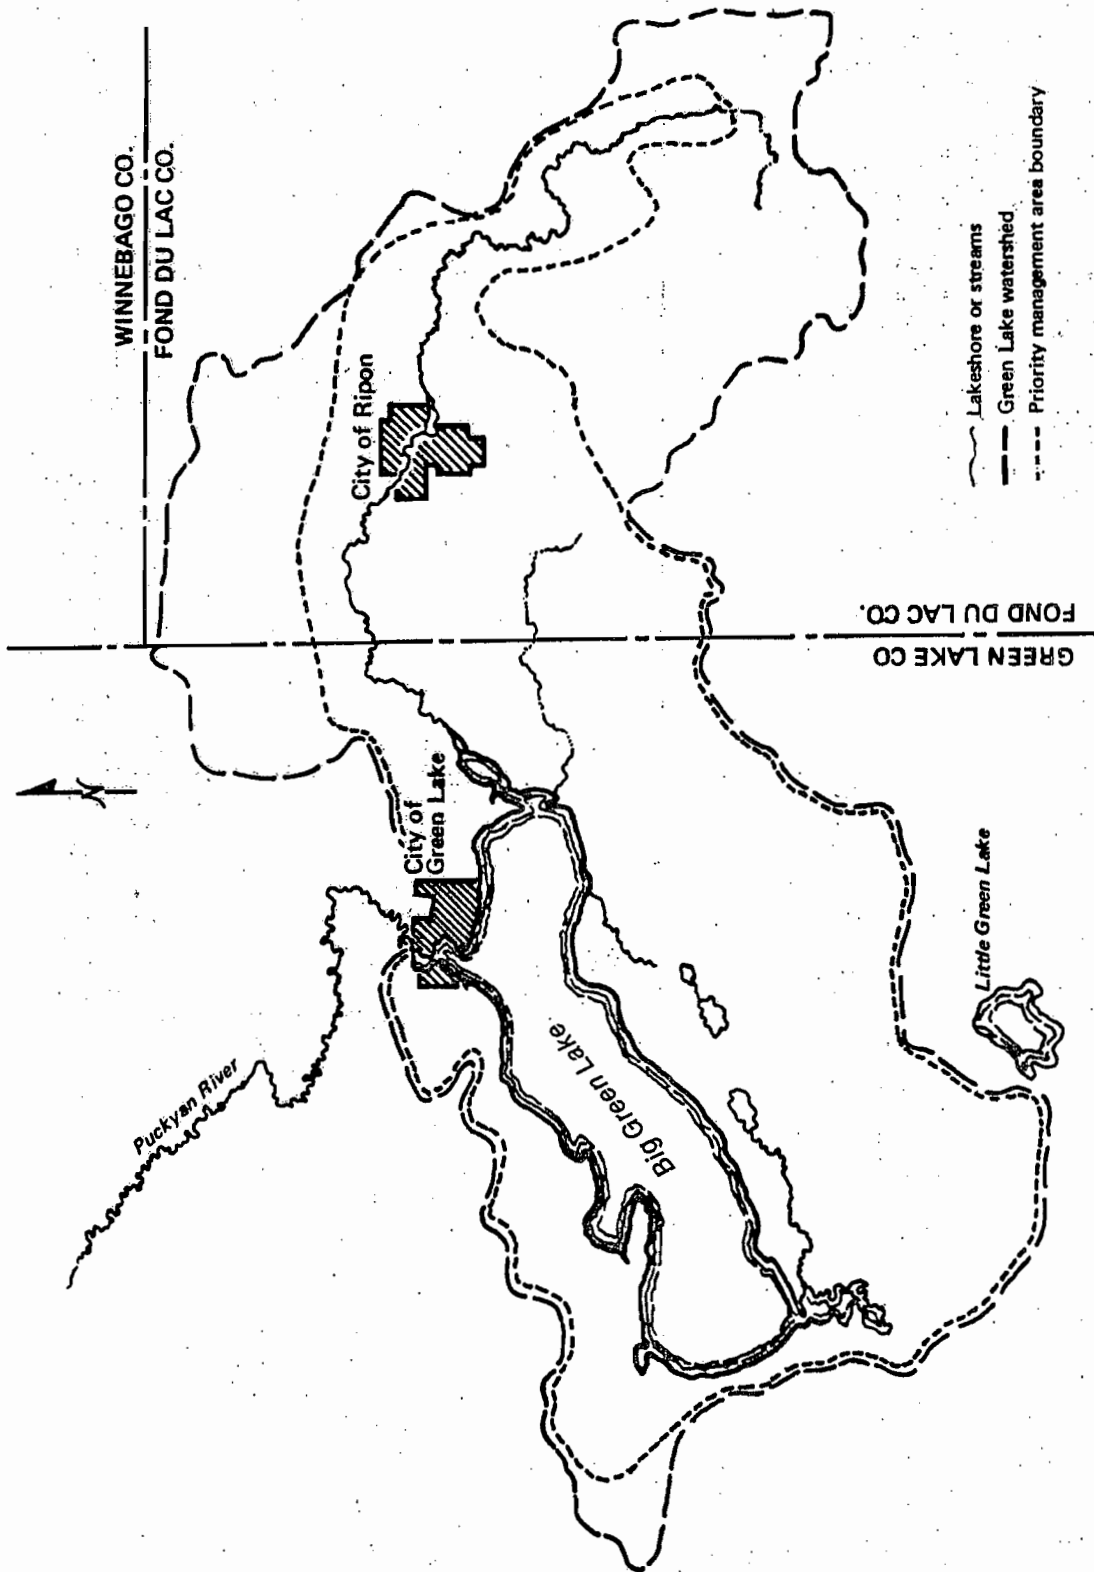 WINNEBAGO CO.
FOND DU LAC CO.
City of Ripon
City of
Green Lake
Puckyan River
Big Green Lake
Little Green Lake
FOND DU LAC CO.
GREEN LAKE CO
Lakeshore or streams
Green Lake watershed
Priority management area boundary
N